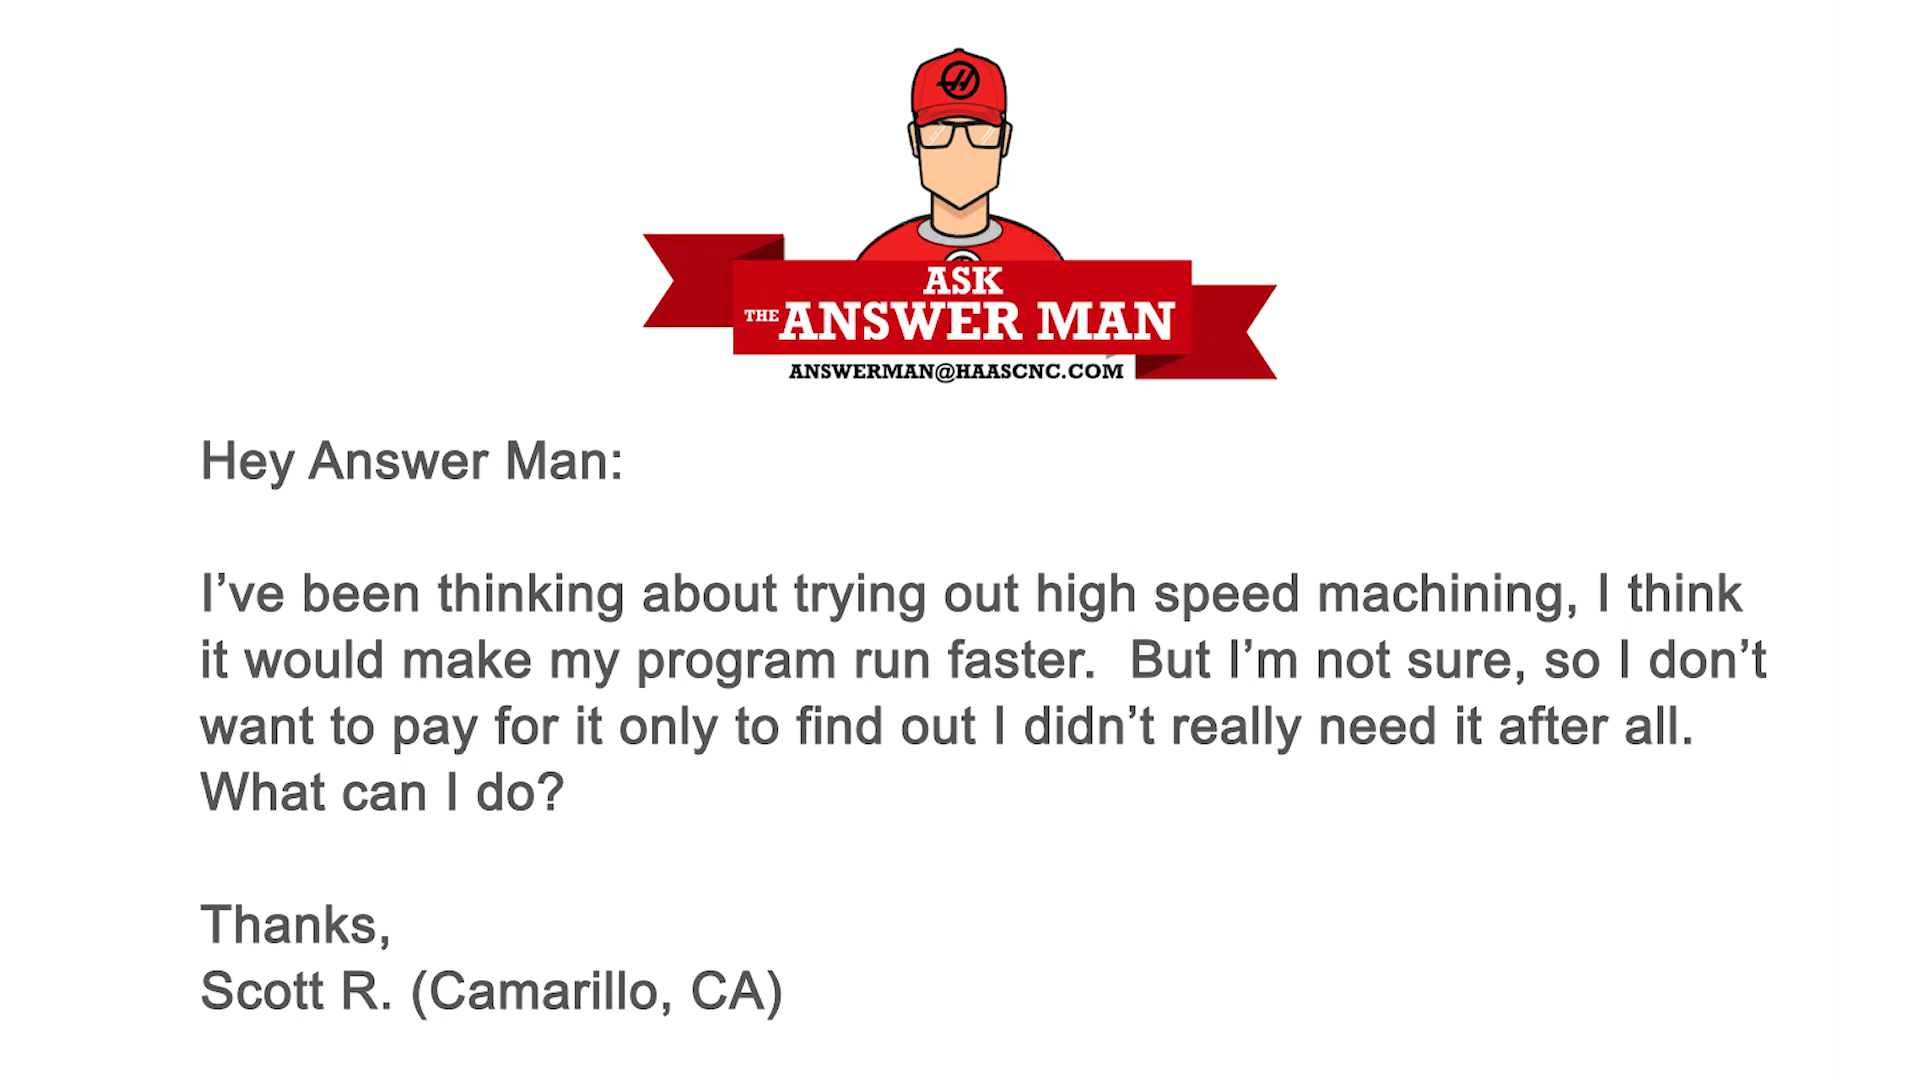 ASK
THE ANSWER MAN
ANSWERMAN@HAASCNC.COM
Hey Answer Man:
I’ve been thinking about trying out high speed machining, I think
it would make my program run faster.  But I’m not sure, so I don’t
want to pay for it only to find out I didn’t really need it after all.
What can I do?
Thanks,
Scott R. (Camarillo, CA)